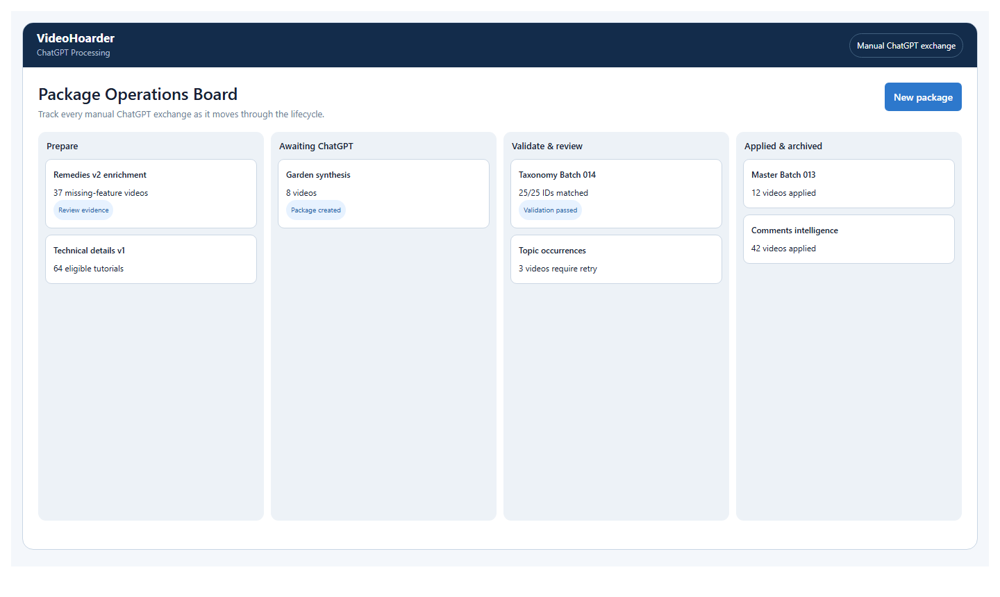 VideoHoarder
ChatGPT Processing
Manual ChatGPT exchange
Package Operations Board
Track every manual ChatGPT exchange as it moves through the lifecycle.
New package
Prepare
Remedies v2 enrichment
37 missing-feature videos
Review evidence
Technical details v1
64 eligible tutorials
Awaiting ChatGPT
Garden synthesis
8 videos
Package created
Validate & review
Taxonomy Batch 014
25/25 IDs matched
Validation passed
Topic occurrences
3 videos require retry
Applied & archived
Master Batch 013
12 videos applied
Comments intelligence
42 videos applied